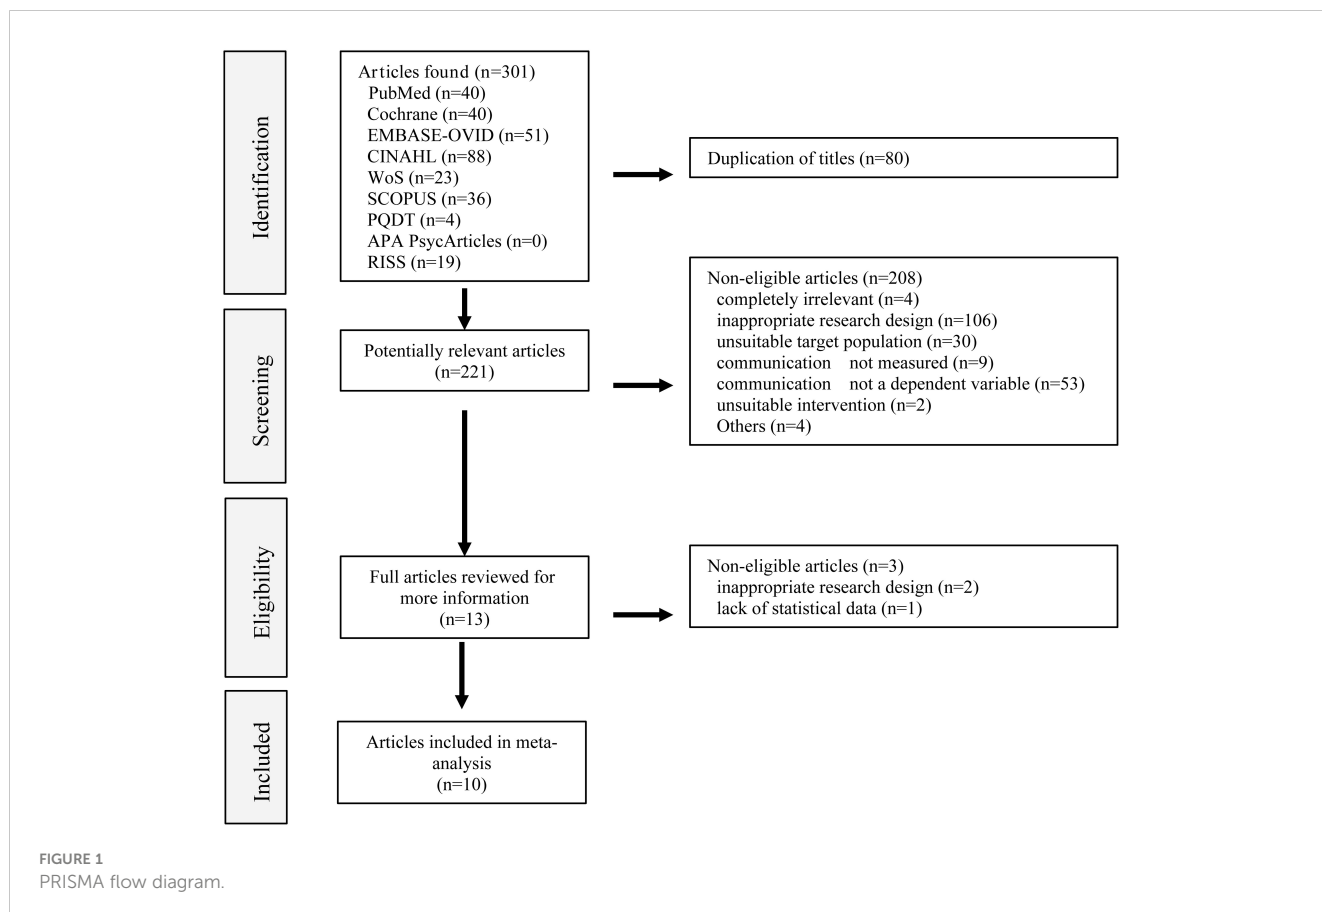 Identification
Articles found (n=301)
PubMed (n=40)
Cochrane (n=40)
EMBASE-OVID (n=51)
CINAHL (n=88)
WoS (n=23)
SCOPUS (n=36)
PQDT (n=4)
APA PsycArticles (n=0)
RISS (n=19)
Duplication of titles (n=80)
Screening
Potentially relevant articles
(n=221)
Non-eligible articles (n=208)
completely irrelevant (n=4)
inappropriate research design (n=106)
unsuitable target population (n=30)
communication not measured (n=9)
communication not a dependent variable (n=53)
unsuitable intervention (n=2)
Others (n=4)
Eligibility
Full articles reviewed for
more information
(n=13)
Non-eligible articles (n=3)
inappropriate research design (n=2)
lack of statistical data (n=1)
Included
Articles included in meta-
analysis
(n=10)
FIGURE 1
PRISMA flow diagram.